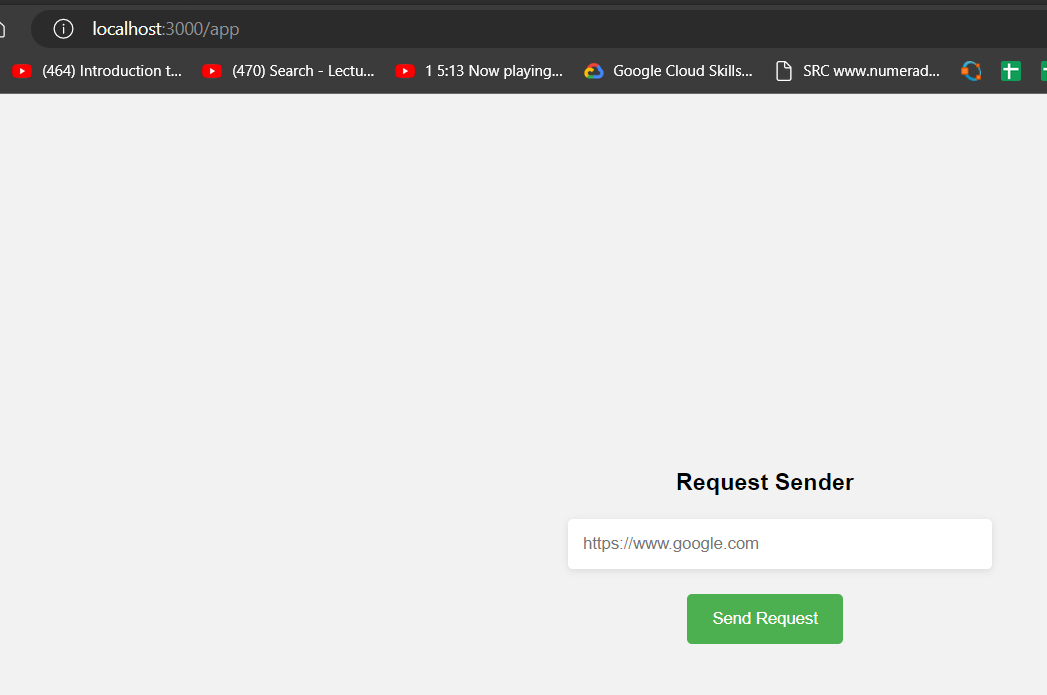 localhost:3000/app
(464) Introduction t... (470) Search - Lectu... 1 5:13 Now playing... Google Cloud Skills... SRC www.numerad...
Request Sender
https://www.google.com
Send Request